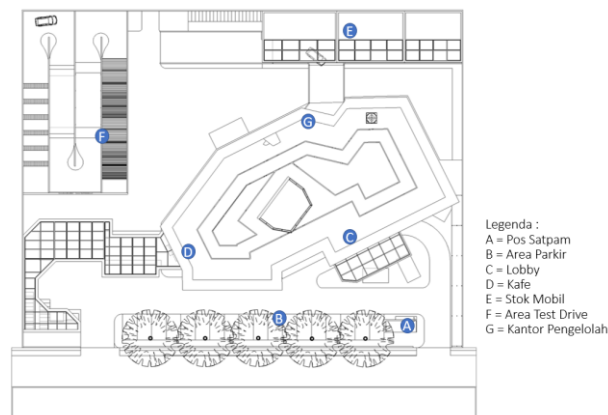 E
G
F
C
D
B
A
Legenda :
A = Pos Satpam
B = Area Parkir
C = Lobby
D = Kafe
E = Stok Mobil
F = Area Test Drive
G = Kantor Pengelolah